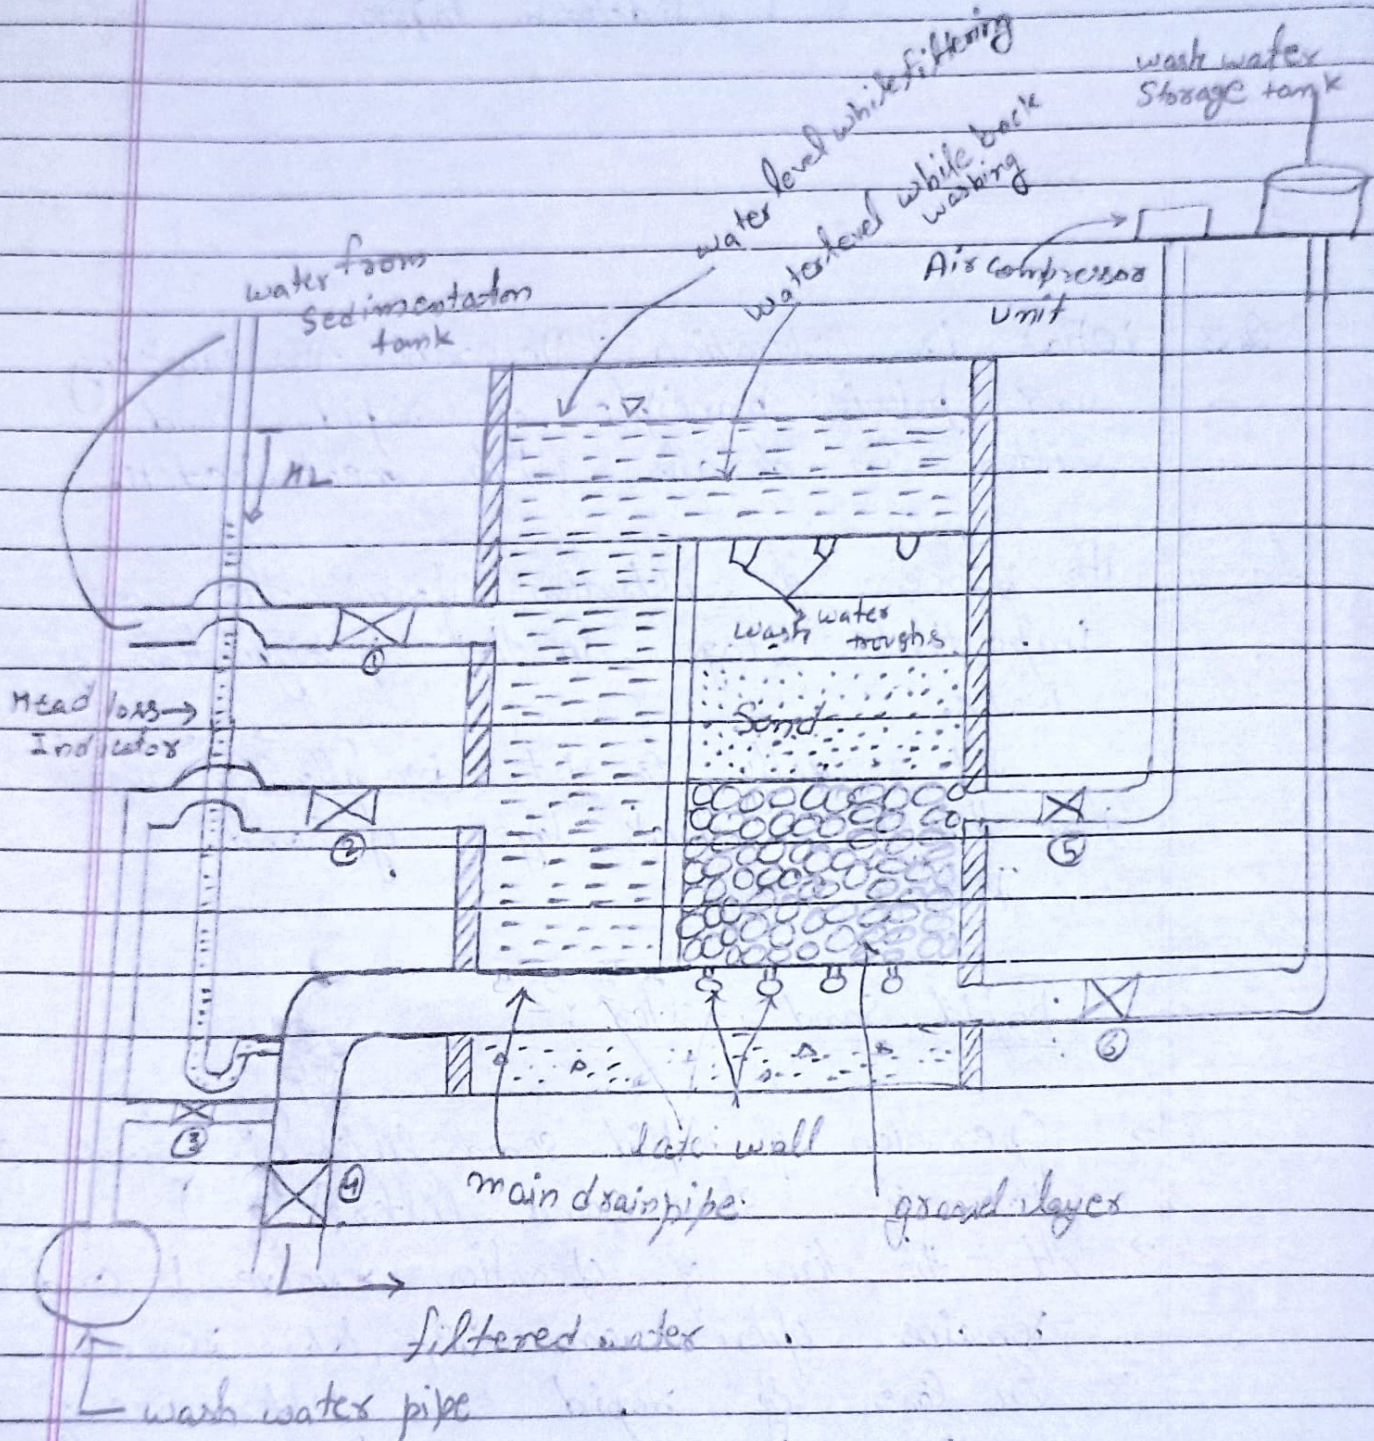 wash water
Storage tank
water level while filtering
water level while back
washing
Air compressor
unit
water from
Sedimentation
tank
HL
wash water
troughs
①
Head loss
Indicator
Sand
②
⑤
⑥
③
④
main drain pipe
wall
layer
filtered water
wash water pipe